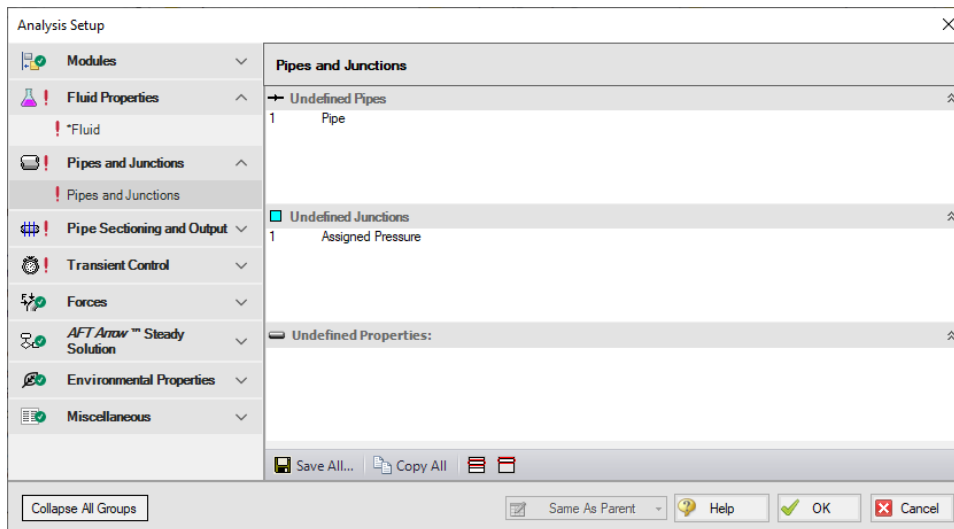 Analysis Setup
Modules
Fluid Properties
*Fluid
Pipes and Junctions
Pipes and Junctions
Pipe Sectioning and Output
Transient Control
Forces
AFT Arrow ™ Steady
Solution
Environmental Properties
Miscellaneous
Pipes and Junctions
Undefined Pipes
1 Pipe
Undefined Junctions
1 Assigned Pressure
Undefined Properties:
Save All... Copy All
Collapse All Groups Same As Parent Help OK Cancel